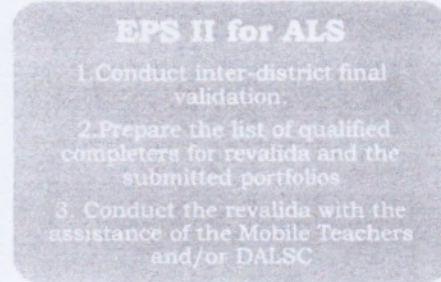 EPS II for ALS
1.Conduct inter-district final
validation.
2.Prepare the list of qualified
completers for revalida and the
submitted portfolios
3. Conduct the revalida with the
assistance of the Mobile Teachers
and/or DALSC